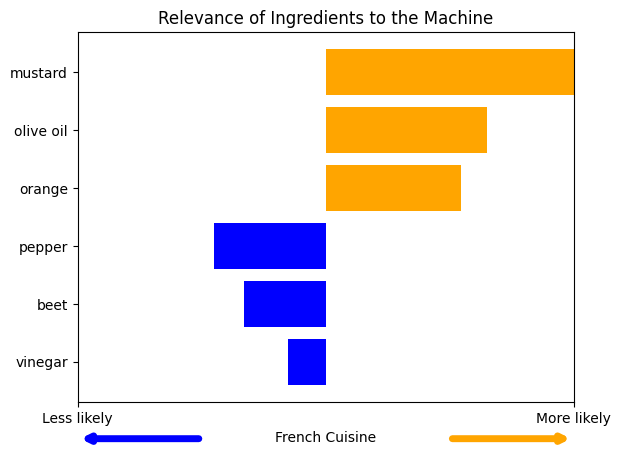 Relevance of Ingredients to the Machine
mustard
olive oil
orange
pepper
beet
vinegar
Less likely
More likely
French Cuisine